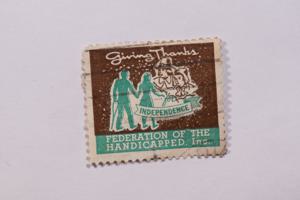 Giving Thanks
INDEPENDENCE
FEDERATION OF THE
HANDICAPPED, Inc.